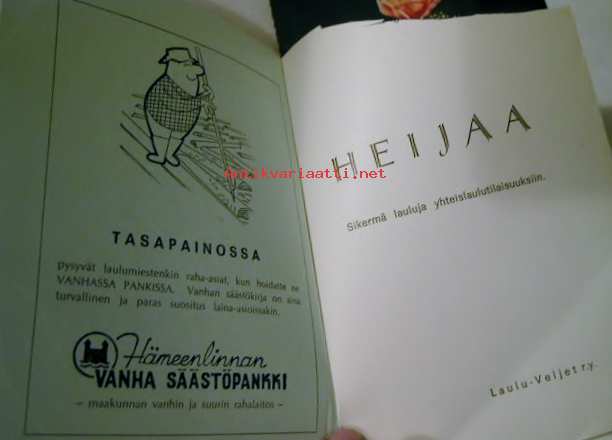 TASAPAINOSSA
pysyvät laulumiestenkin raha-asiat, kun hoidatte ne
VANHASSA PANKISSA. Vanhan säästökirja on aina
turvallinen ja paras suositus laina-asioissakin.
Hämeenlinnan
VANHA SÄÄSTÖPANKKI
- maakunnan vanhin ja suurin rahalaitos -
HEIJAA
Sikermä lauluja yhteislaulutilaisuuksiin.
Laulu-Veijet r.y.
antikvariaatti.net